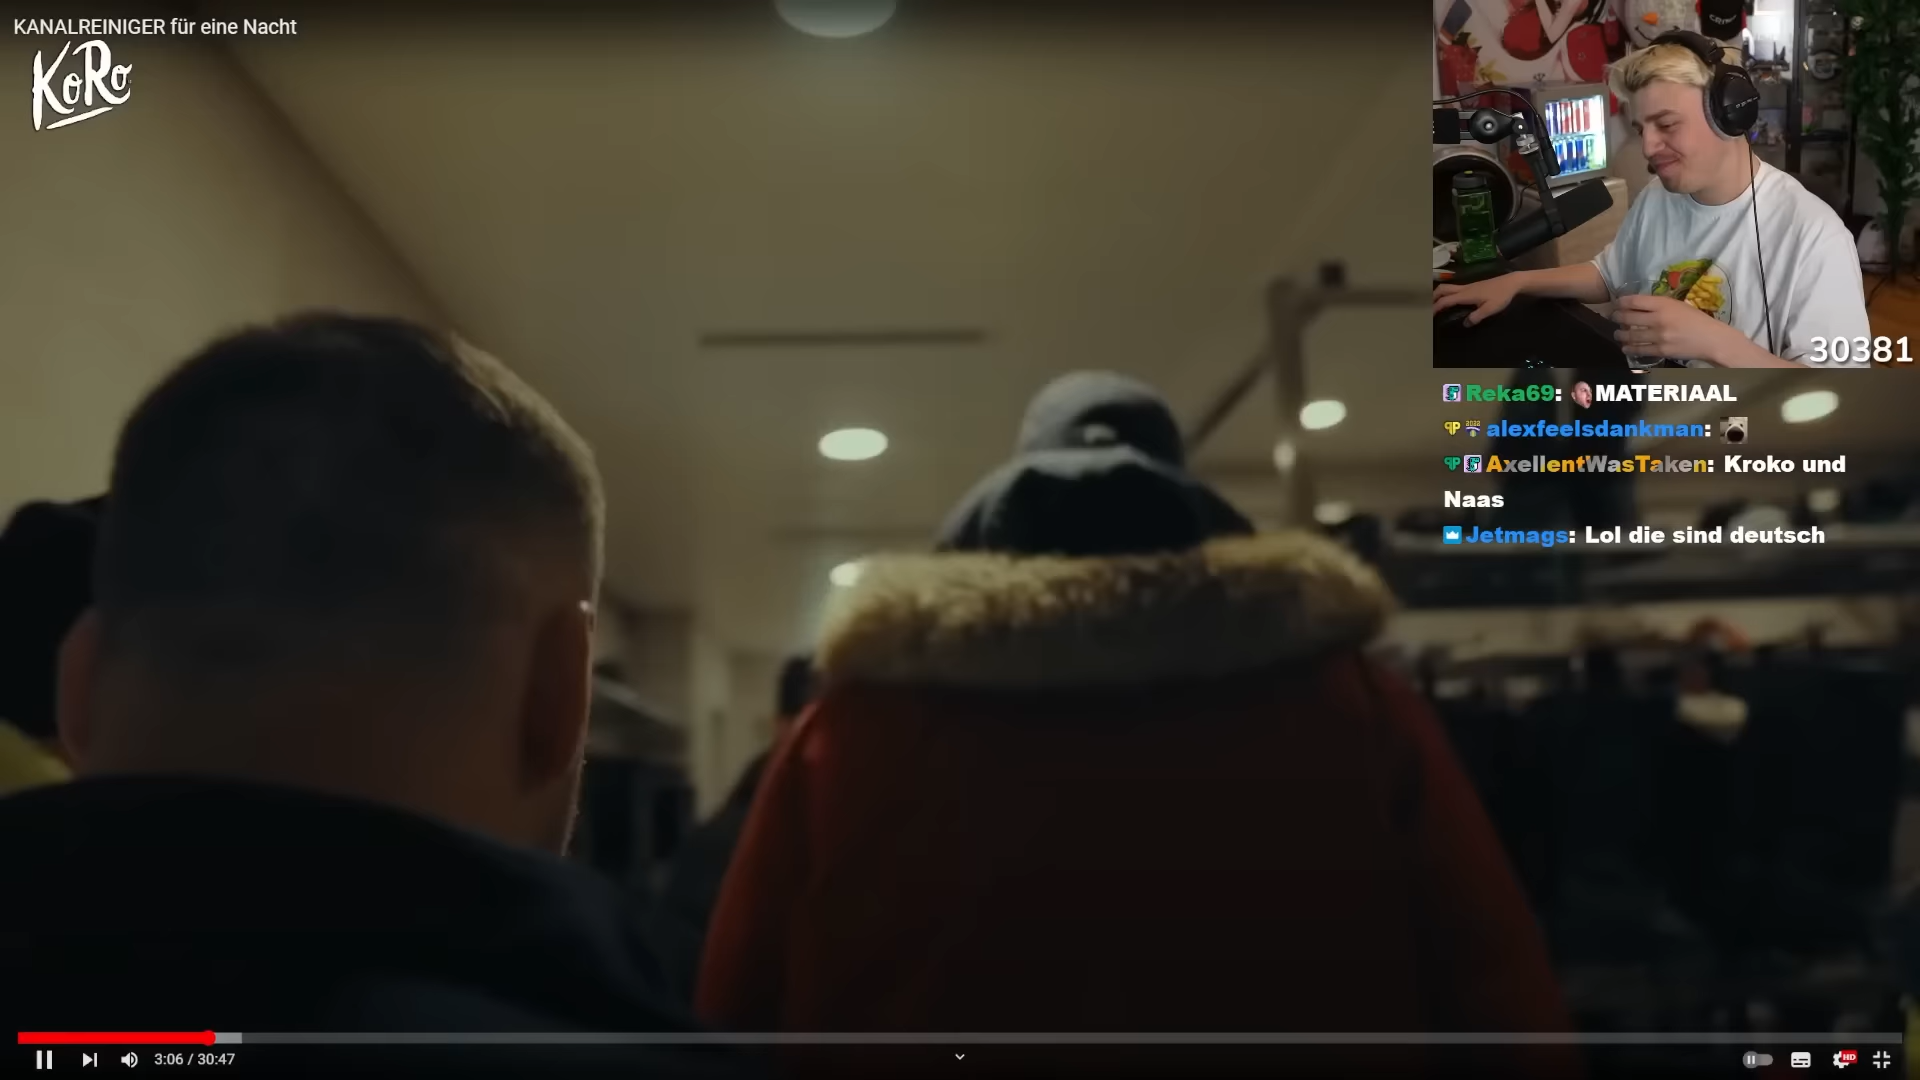 KANALREINIGER für eine Nacht
KoRo
30381
Reka69: MATERIAAL
alexfeelsdankman:
AxellentWasTaken: Kroko und
Naas
Jetmags: Lol die sind deutsch
3:06 / 30:47
HD